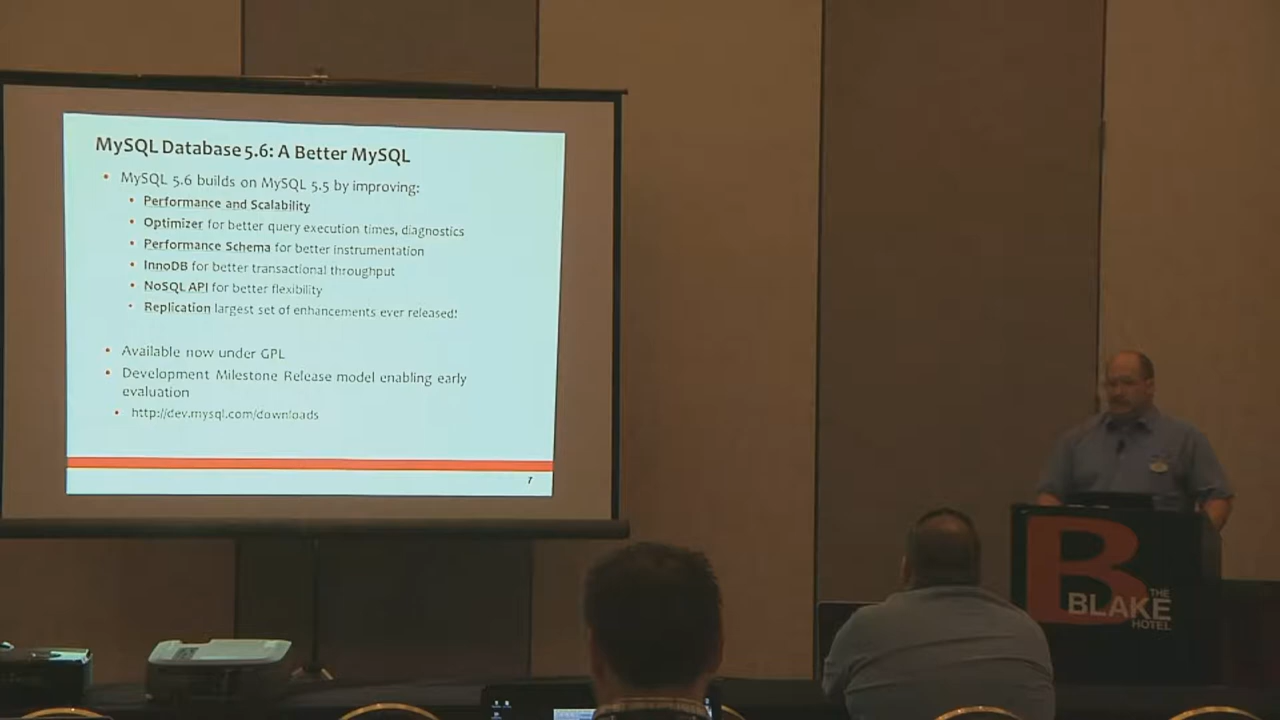 MySQL Database 5.6: A Better MySQL
• MySQL 5.6 builds on MySQL 5.5 by improving:
• Performance and Scalability
• Optimizer for better query execution times, diagnostics
• Performance Schema for better instrumentation
• InnoDB for better transactional throughput
• NoSQL API for better flexibility
• Replication largest set of enhancements ever released!
• Available now under GPL
• Development Milestone Release model enabling early
evaluation
• http://dev.mysql.com/downloads
7
B
THE
BLAKE
HOTEL